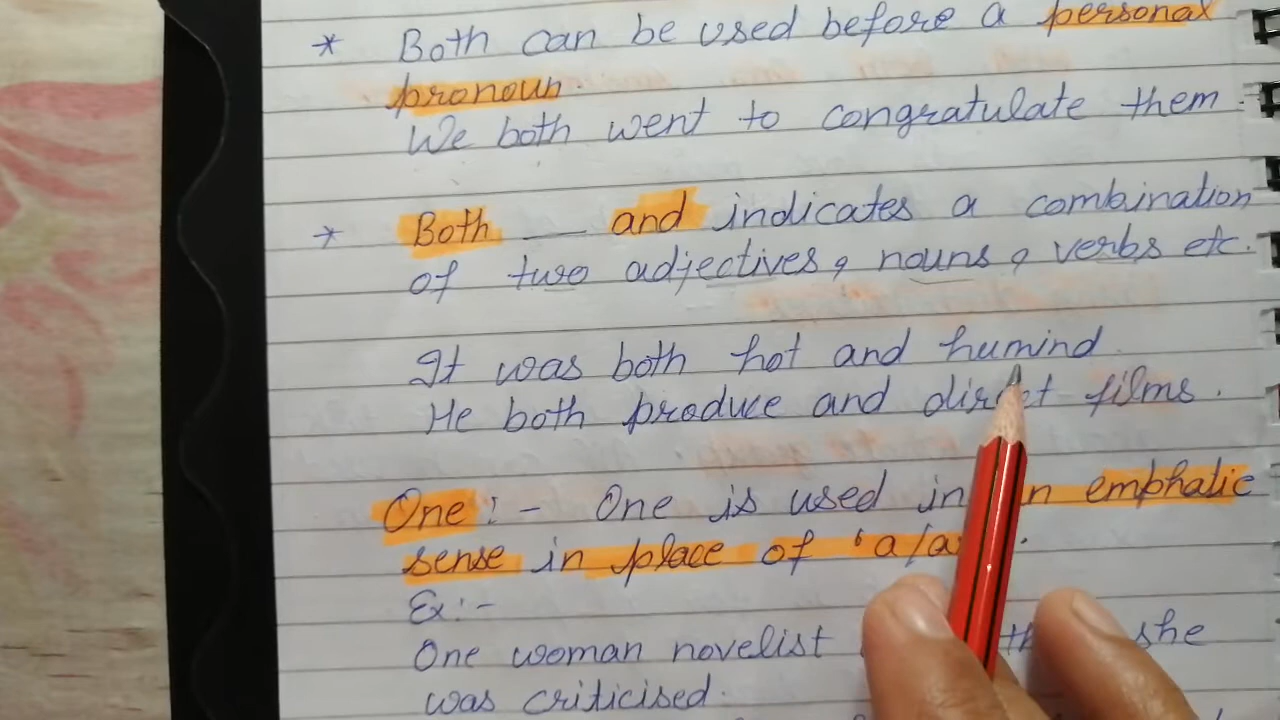 * Both can be used before a personal
pronoun.
We both went to congratulate them.
* Both — and indicates a combination
of two adjectives, nouns, verbs etc.
It was both hot and humind
He both produce and direct films.
One :- One is used in emphatic
sense in place of 'a/a
Ex:-
One woman novelist she
was criticised.